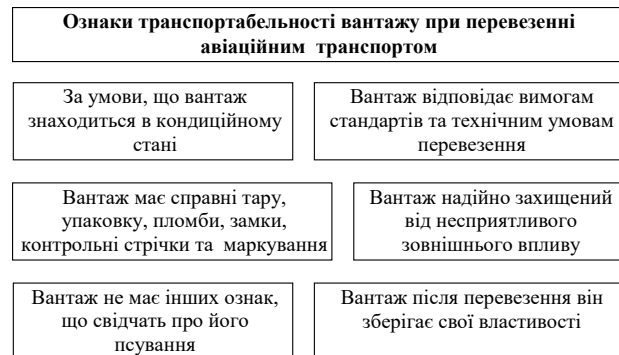 Ознаки транспортабельності вантажу при перевезенні
авіаційним транспортом
За умови, що вантаж
знаходиться в кондиційному
стані
Вантаж відповідає вимогам
стандартів та технічним умовам
перевезення
Вантаж має справні тару,
упаковку, пломби, замки,
контрольні стрічки та маркування
Вантаж надійно захищений
від несприятливого
зовнішнього впливу
Вантаж не має інших ознак,
що свідчать про його
псування
Вантаж після перевезення він
зберігає свої властивості